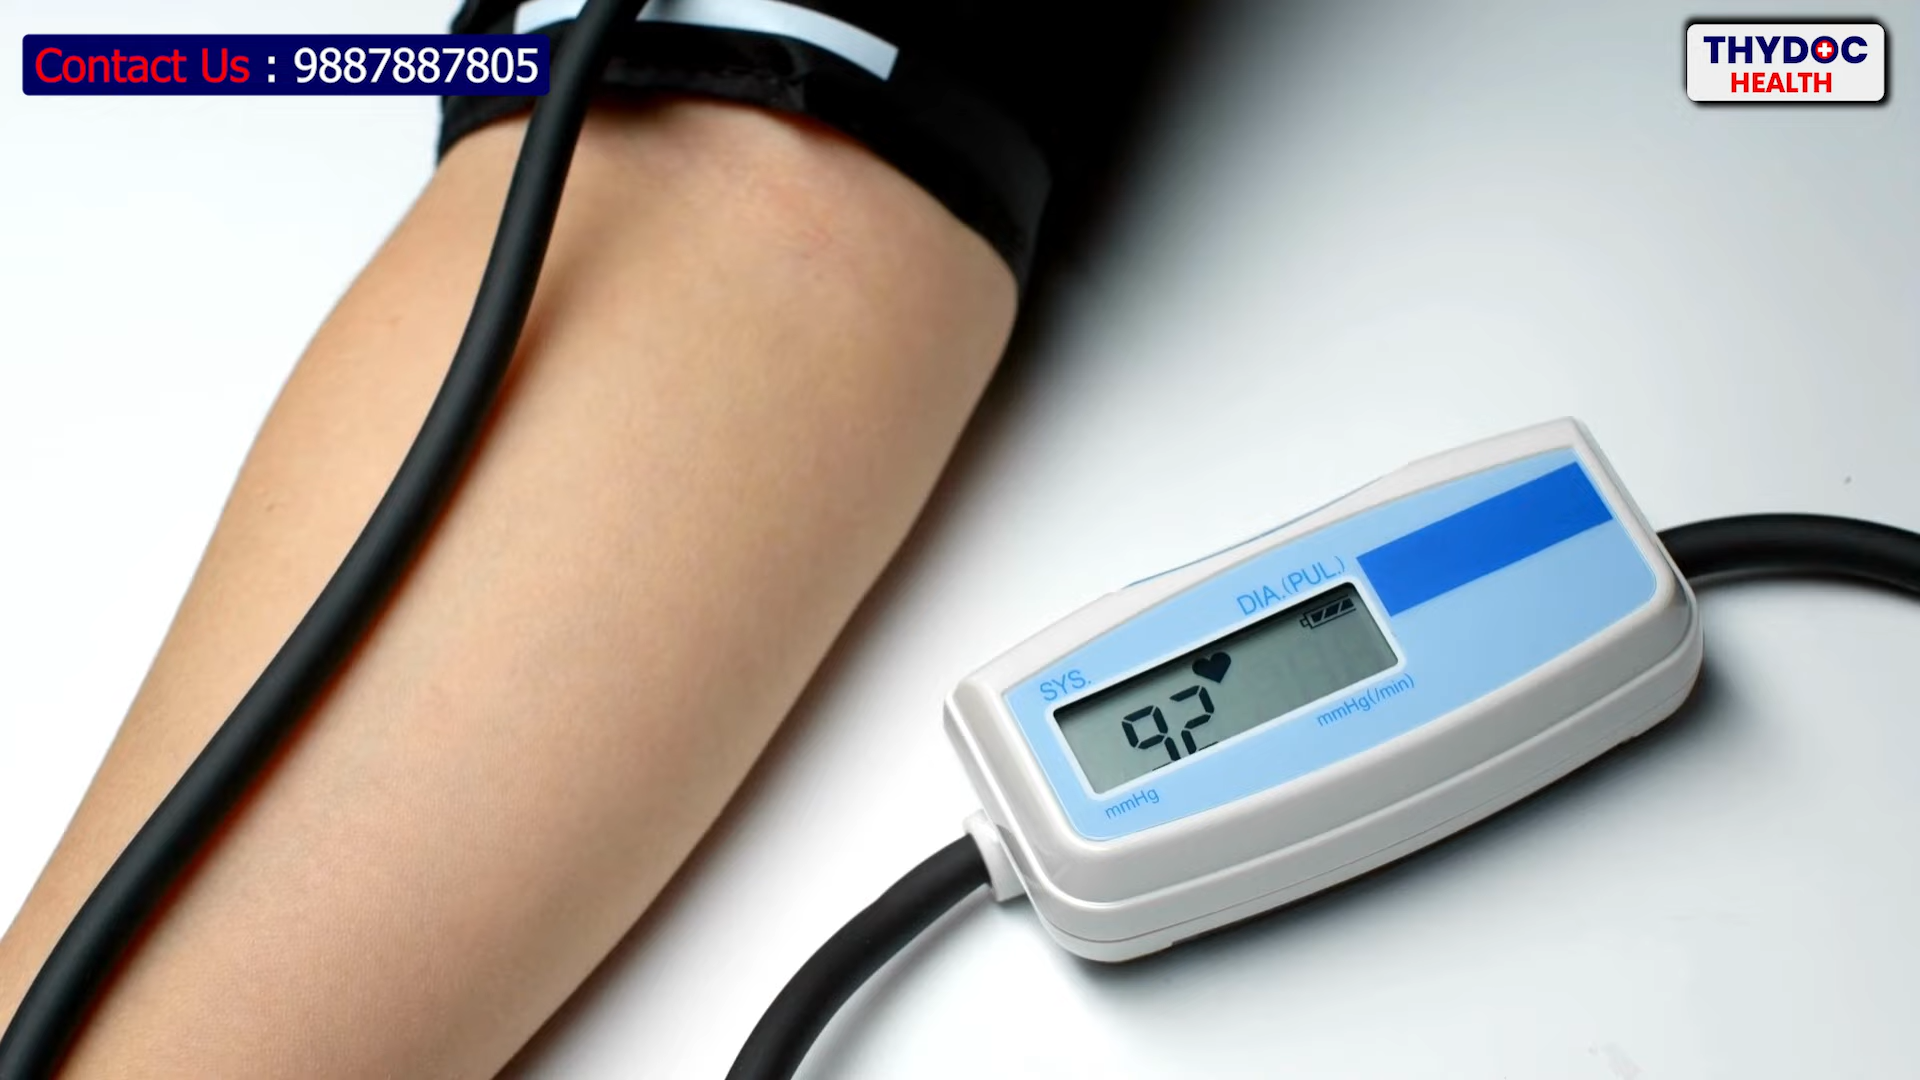 Contact Us : 9887887805
THYDOC
HEALTH
DIA.(PUL.)
SYS.
92
mmHg(/min)
mmHg